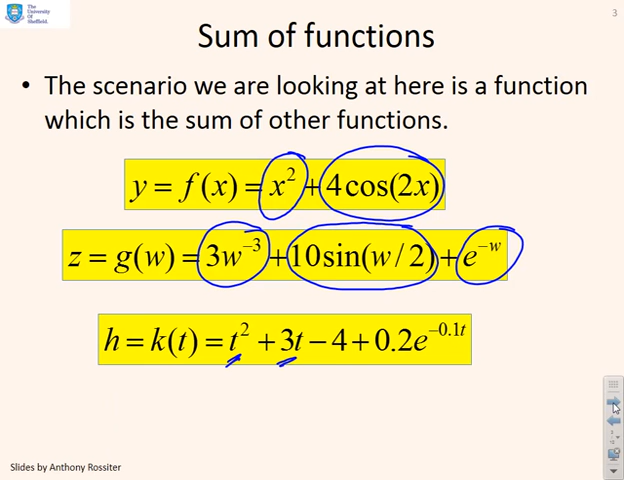 The
University
Of
Sheffield.
3
Sum of functions
• The scenario we are looking at here is a function
which is the sum of other functions.
y = f(x) = x² + 4cos(2x)
z = g(w) = 3w⁻³ + 10sin(w/2) + e⁻ʷ
h = k(t) = t² + 3t − 4 + 0.2e^{−0.1t}
Slides by Anthony Rossiter